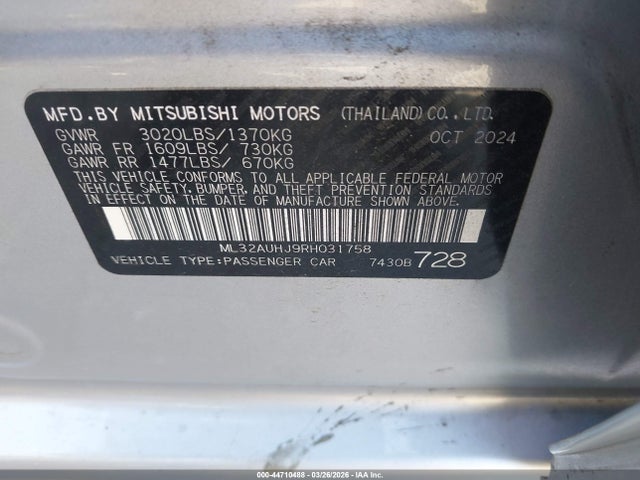 MFD.BY MITSUBISHI MOTORS (THAILAND)CO.,LTD.
GVWR 3020LBS/1370KG OCT 2024
GAWR FR 1609LBS/ 730KG
GAWR RR 1477LBS/ 670KG
THIS VEHICLE CONFORMS TO ALL APPLICABLE FEDERAL MOTOR
VEHICLE SAFETY,BUMPER,AND THEFT PREVENTION STANDARDS
IN EFFECT ON THE DATE OF MANUFACTURE SHOWN ABOVE.
ML32AUHJ9RH031758
VEHICLE TYPE:PASSENGER CAR 7430B 728
000-44710488 - 03/26/2026 - IAAI.com